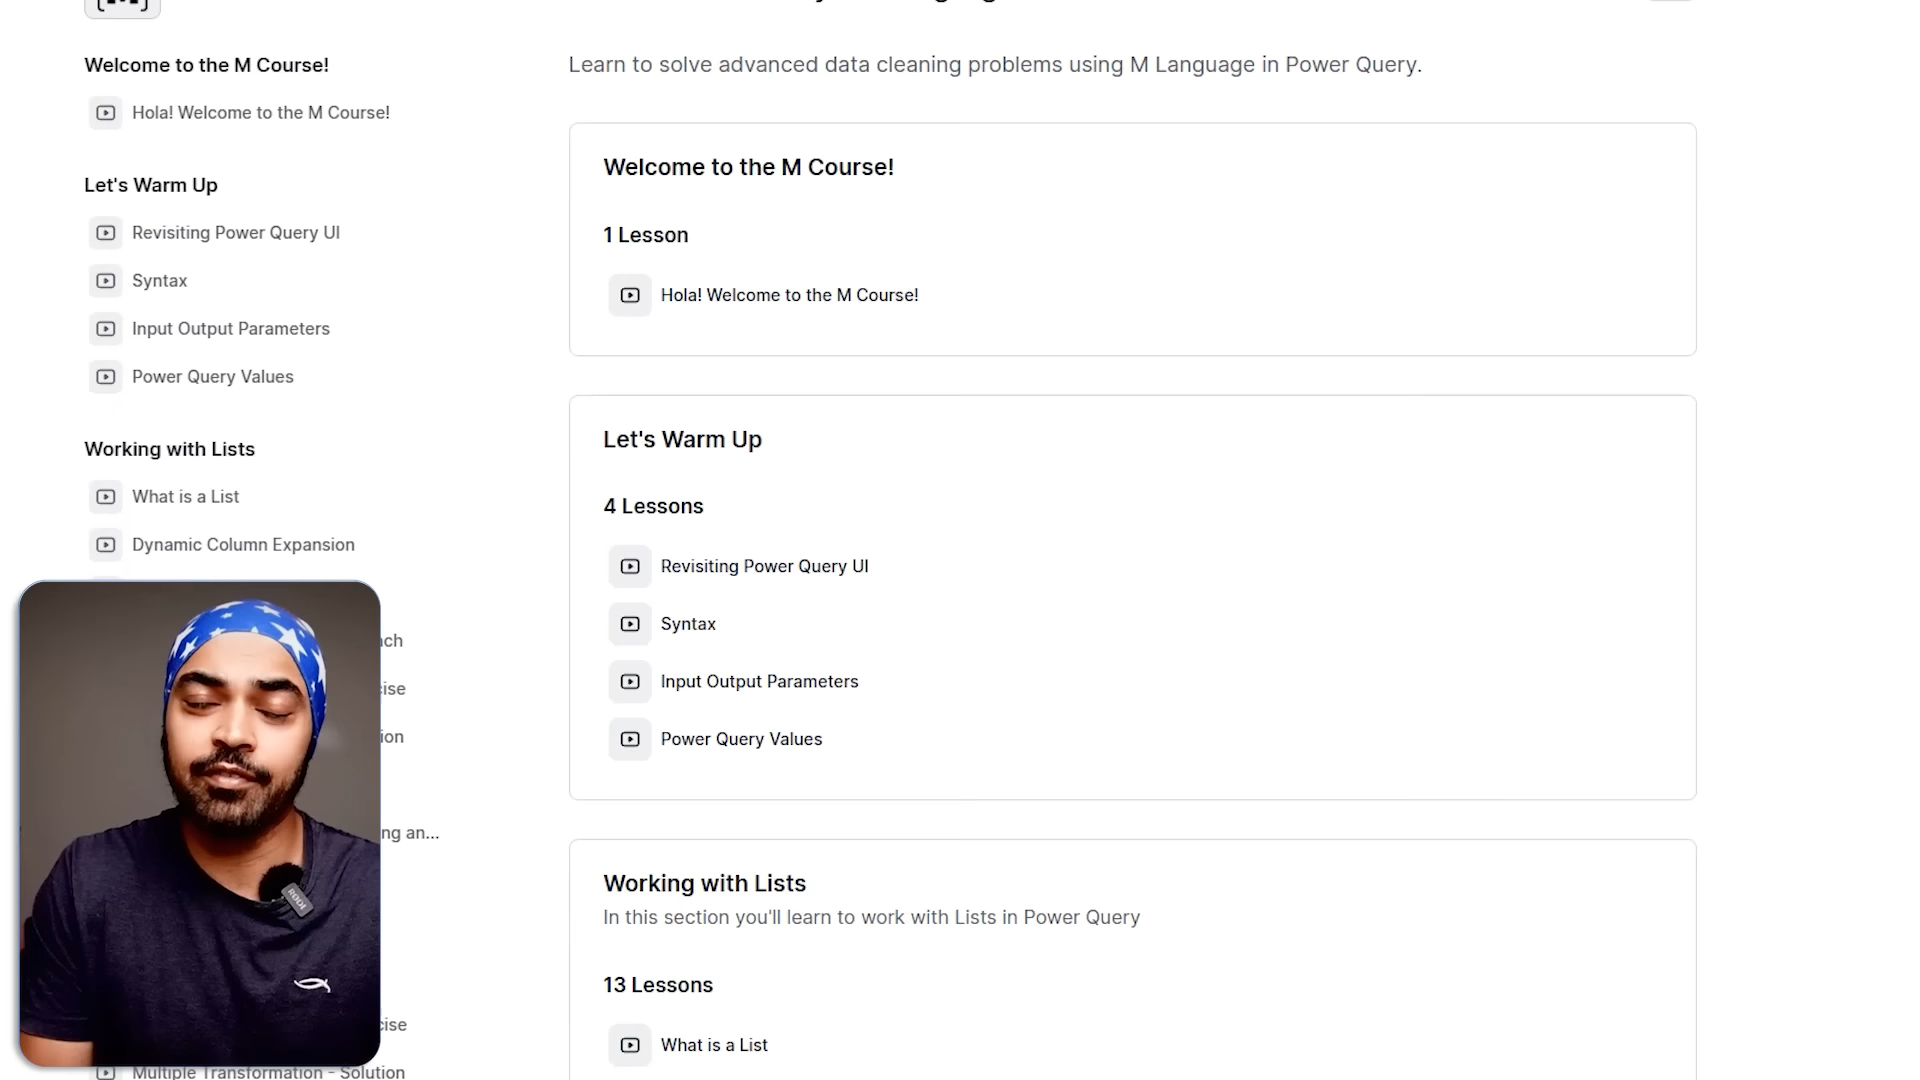 Welcome to the M Course!
Hola! Welcome to the M Course!
Let's Warm Up
Revisiting Power Query UI
Syntax
Input Output Parameters
Power Query Values
Working with Lists
What is a List
Dynamic Column Expansion
ng an...
Multiple Transformation - Solution
Learn to solve advanced data cleaning problems using M Language in Power Query.
Welcome to the M Course!
1 Lesson
Hola! Welcome to the M Course!
Let's Warm Up
4 Lessons
Revisiting Power Query UI
Syntax
Input Output Parameters
Power Query Values
Working with Lists
In this section you'll learn to work with Lists in Power Query
13 Lessons
What is a List
RODE